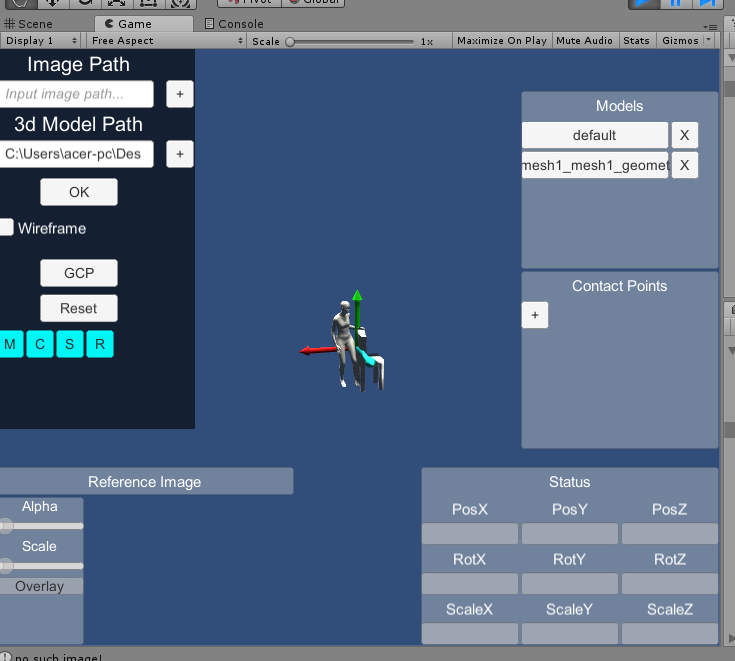 Pivot Global
Scene Game Console
Display 1 Free Aspect Scale 1x Maximize On Play Mute Audio Stats Gizmos
Image Path
Input image path...
+
3d Model Path
C:\Users\acer-pc\Des
+
OK
Wireframe
GCP
Reset
M C S R
Models
default X
mesh1_mesh1_geomet X
Contact Points
+
Reference Image
Alpha
Scale
Overlay
Status
PosX PosY PosZ
RotX RotY RotZ
ScaleX ScaleY ScaleZ
no such image!